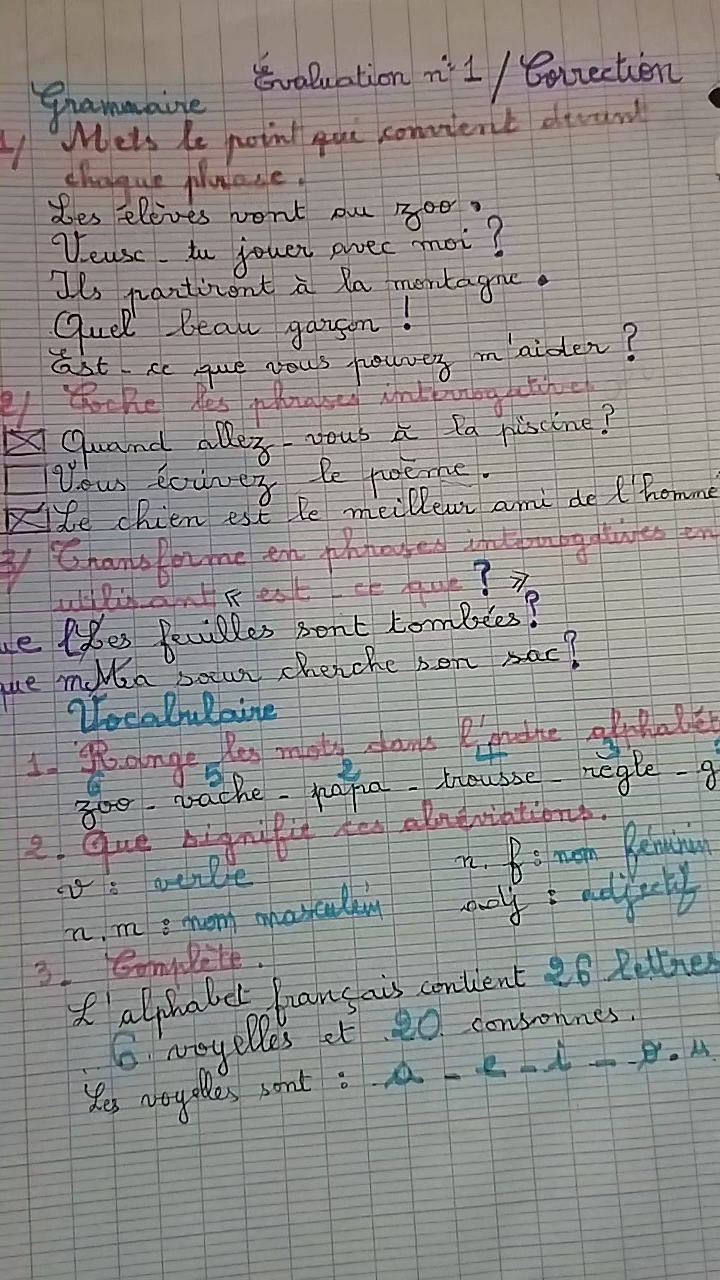 Évaluation n°1 / Correction
Grammaire
1/ Mets le point qui convient devant
chaque phrase.
Les élèves vont au zoo.
Veux-tu jouer avec moi ?
Ils partiront à la montagne.
Quel beau garçon !
Est-ce que vous pouvez m'aider ?
2/ Coche les phrases interrogatives
Quand allez-vous à la piscine ?
Vous écrivez le poème.
Le chien est le meilleur ami de l'homme
3/ Transforme en phrases interrogatives en
utilisant « est-ce que ? »
ue l Les feuilles sont tombées ?
que m Ma sœur cherche son sac ?
Vocabulaire
1. Range les mots dans l'ordre alphabét
6 5 2 4 3
zoo - vache - papa - trousse - règle - g
2. Que signifie ces abréviations.
v : verbe n.f : nom féminin
n.m : nom masculin adj : adjectif
3. Complète.
L'alphabet français contient 26 lettres
6 voyelles et 20 consonnes.
Les voyelles sont : a - e - i - o . u